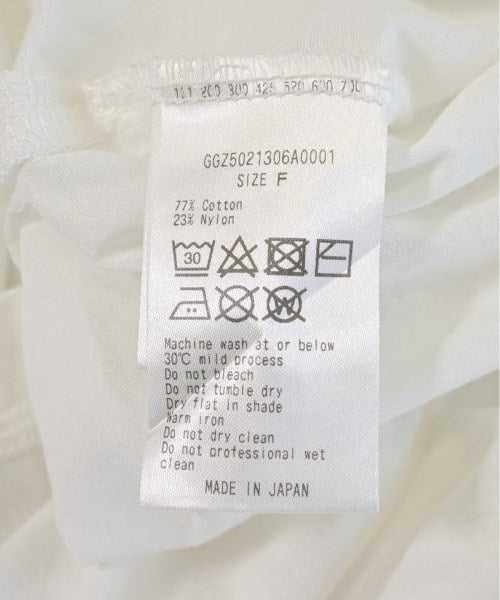 GGZ5021306A0001
SIZE F
77% Cotton
23% Nylon
30
W
Machine wash at or below
30℃ mild process
Do not bleach
Do not tumble dry
Dry flat in shade
Warm iron
Do not dry clean
Do not professional wet
clean
MADE IN JAPAN